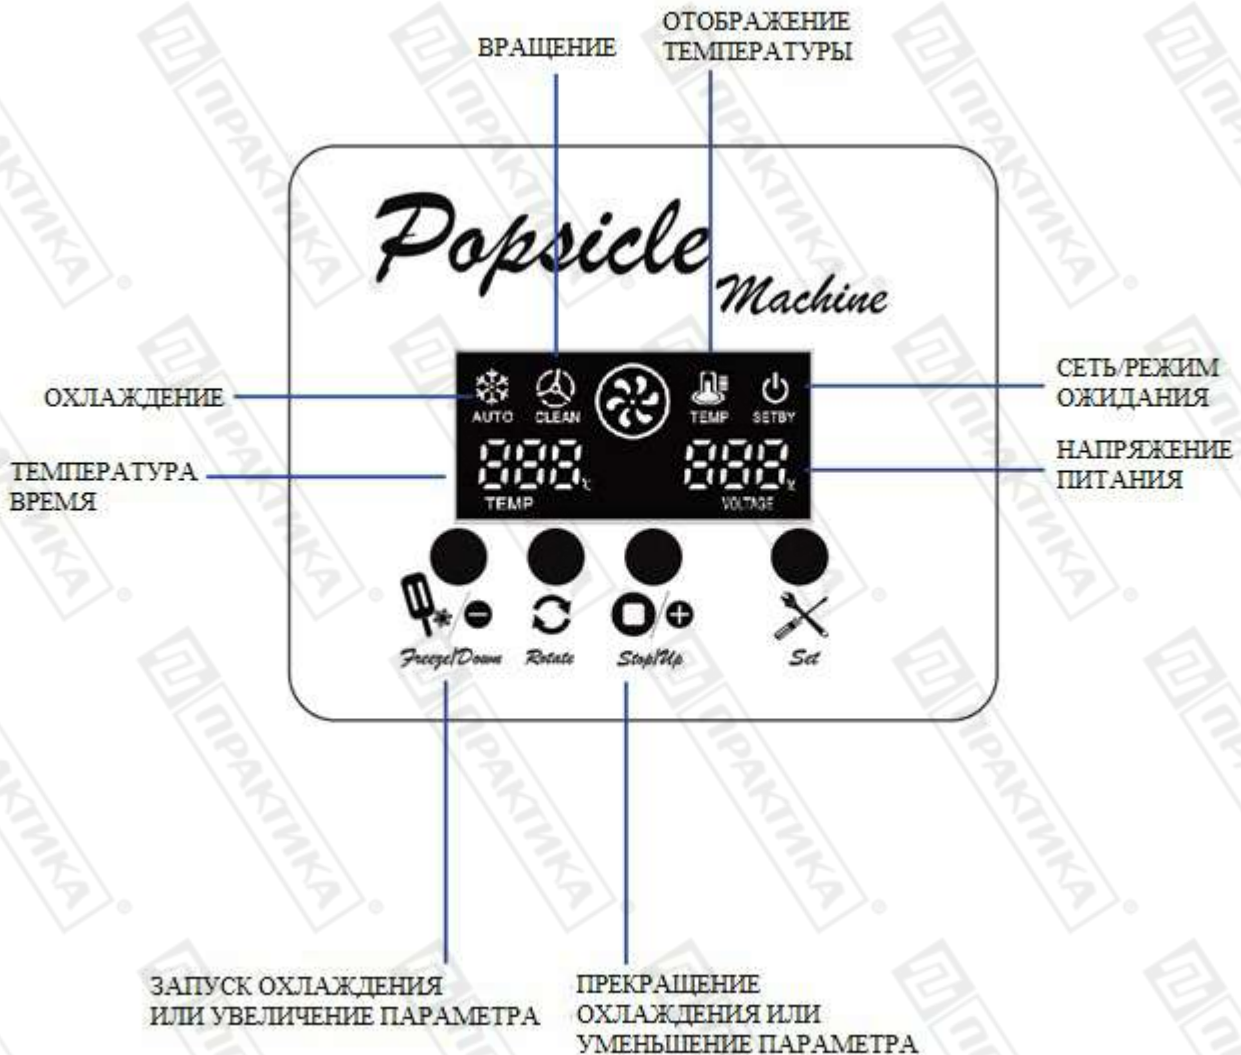 ОТОБРАЖЕНИЕ
ТЕМПЕРАТУРЫ
ВРАЩЕНИЕ
Popsicle
Machine
ОХЛАЖДЕНИЕ
AUTO
CLEAN
TEMP
SETBY
СЕТЬ/РЕЖИМ
ОЖИДАНИЯ
ТЕМПЕРАТУРА
ВРЕМЯ
888 ℃
TEMP
888 V
VOLTAGE
НАПРЯЖЕНИЕ
ПИТАНИЯ
Freeze/Down
Rotate
Stop/Up
Set
ЗАПУСК ОХЛАЖДЕНИЯ
ИЛИ УВЕЛИЧЕНИЕ ПАРАМЕТРА
ПРЕКРАЩЕНИЕ
ОХЛАЖДЕНИЯ ИЛИ
УМЕНЬШЕНИЕ ПАРАМЕТРА
ПРАКТИКА ®